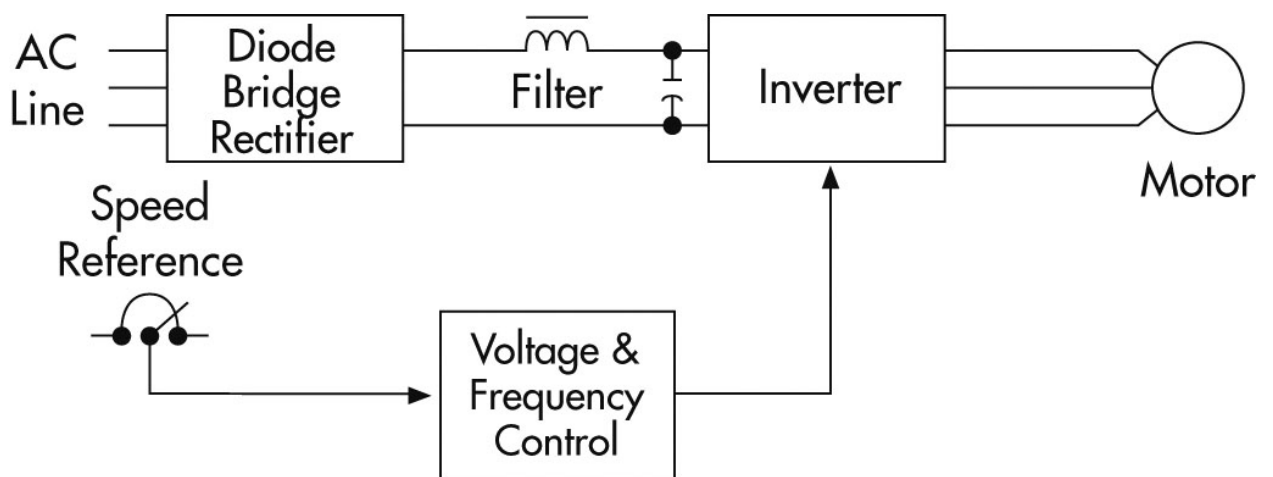 AC
Line
Diode
Bridge
Rectifier
Filter
Inverter
Motor
Speed
Reference
Voltage &
Frequency
Control